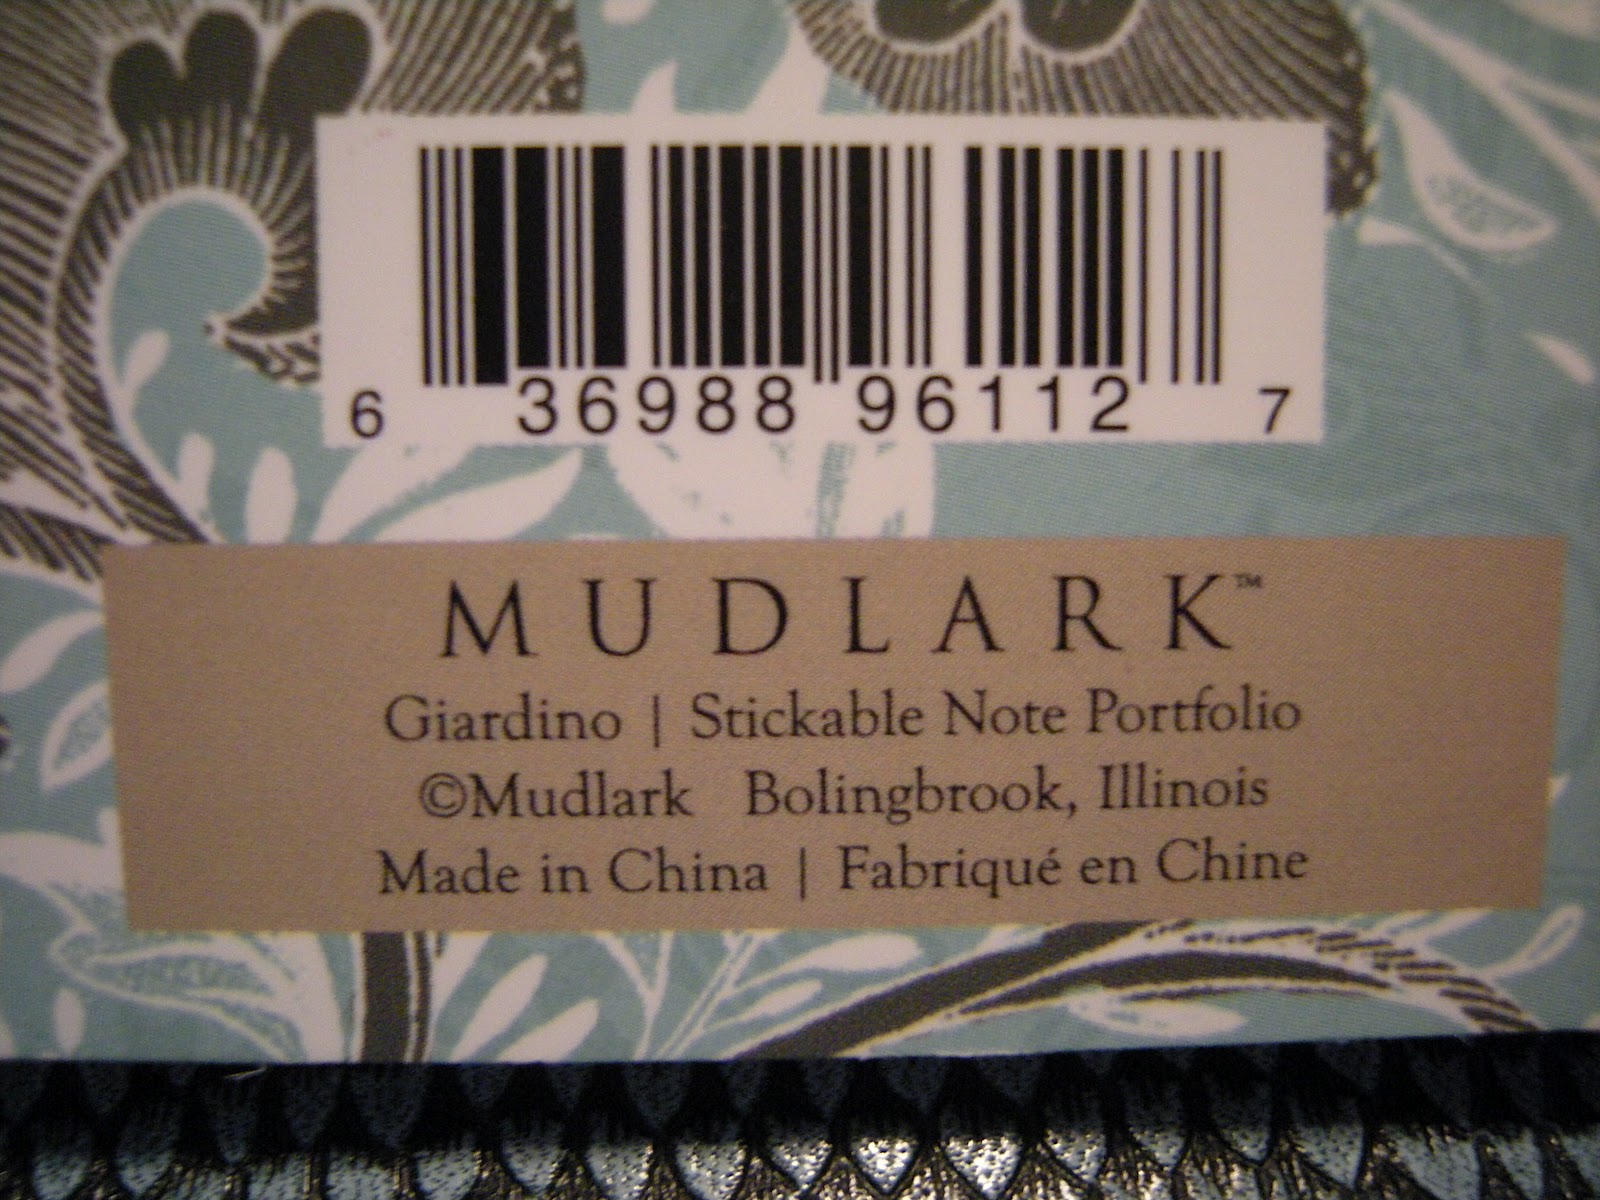 6 36988 96112 7
MUDLARK™
Giardino | Stickable Note Portfolio
©Mudlark Bolingbrook, Illinois
Made in China | Fabriqué en Chine